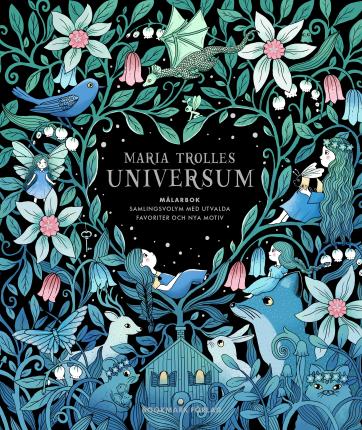 MARIA TROLLES
UNIVERSUM
MÅLARBOK
SAMLINGSVOLYM MED UTVALDA
FAVORITER OCH NYA MOTIV
BOOKMARK FÖRLAG